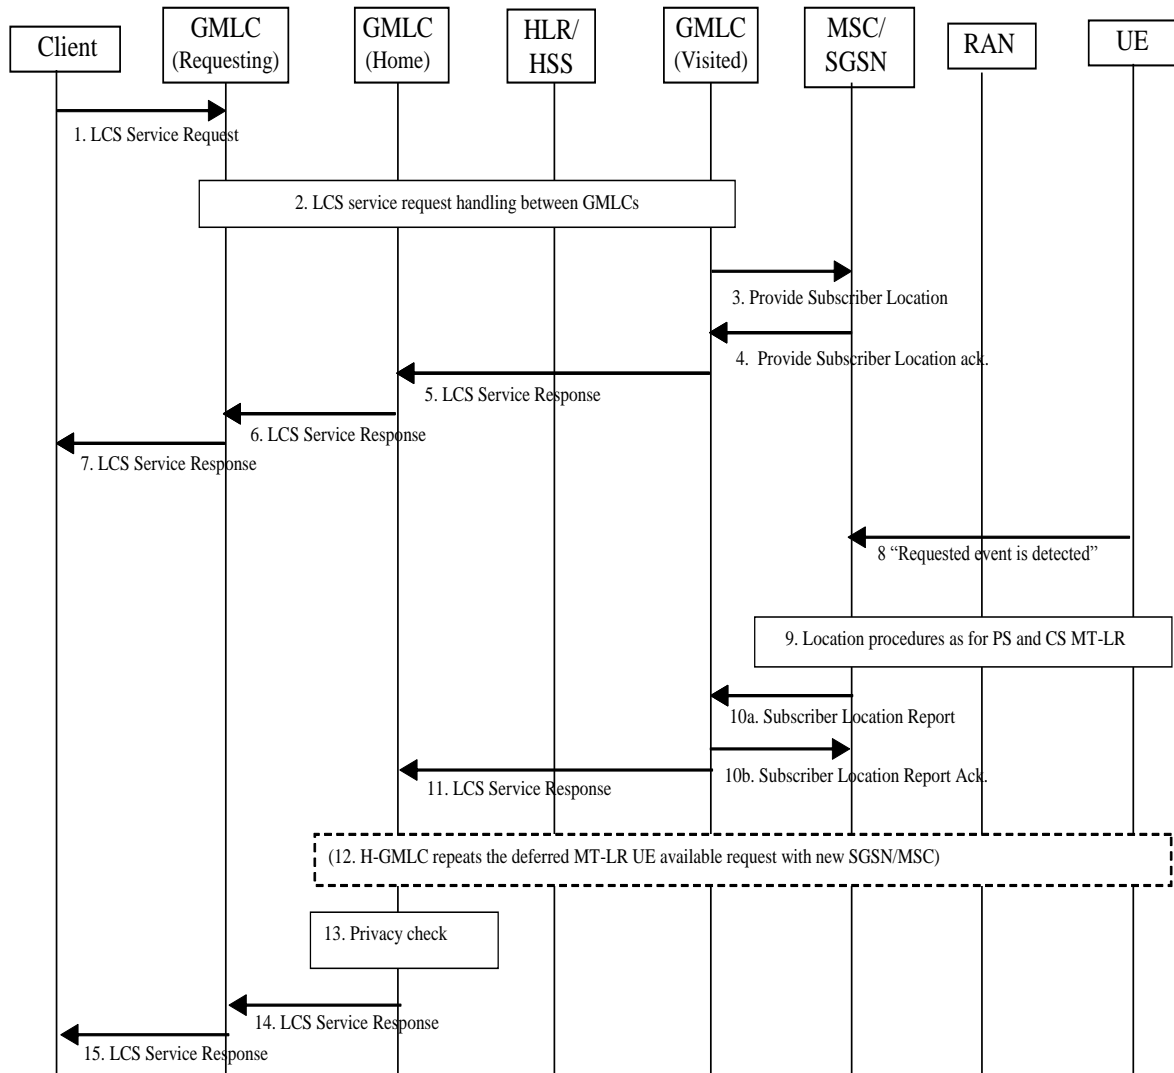 Client
GMLC
(Requesting)
GMLC
(Home)
HLR/
HSS
GMLC
(Visited)
MSC/
SGSN
RAN
UE
1. LCS Service Request
2. LCS service request handling between GMLCs
3. Provide Subscriber Location
4. Provide Subscriber Location ack.
5. LCS Service Response
6. LCS Service Response
7. LCS Service Response
8 “Requested event is detected”
9. Location procedures as for PS and CS MT-LR
10a. Subscriber Location Report
10b. Subscriber Location Report Ack.
11. LCS Service Response
(12. H-GMLC repeats the deferred MT-LR UE available request with new SGSN/MSC)
13. Privacy check
14. LCS Service Response
15. LCS Service Response